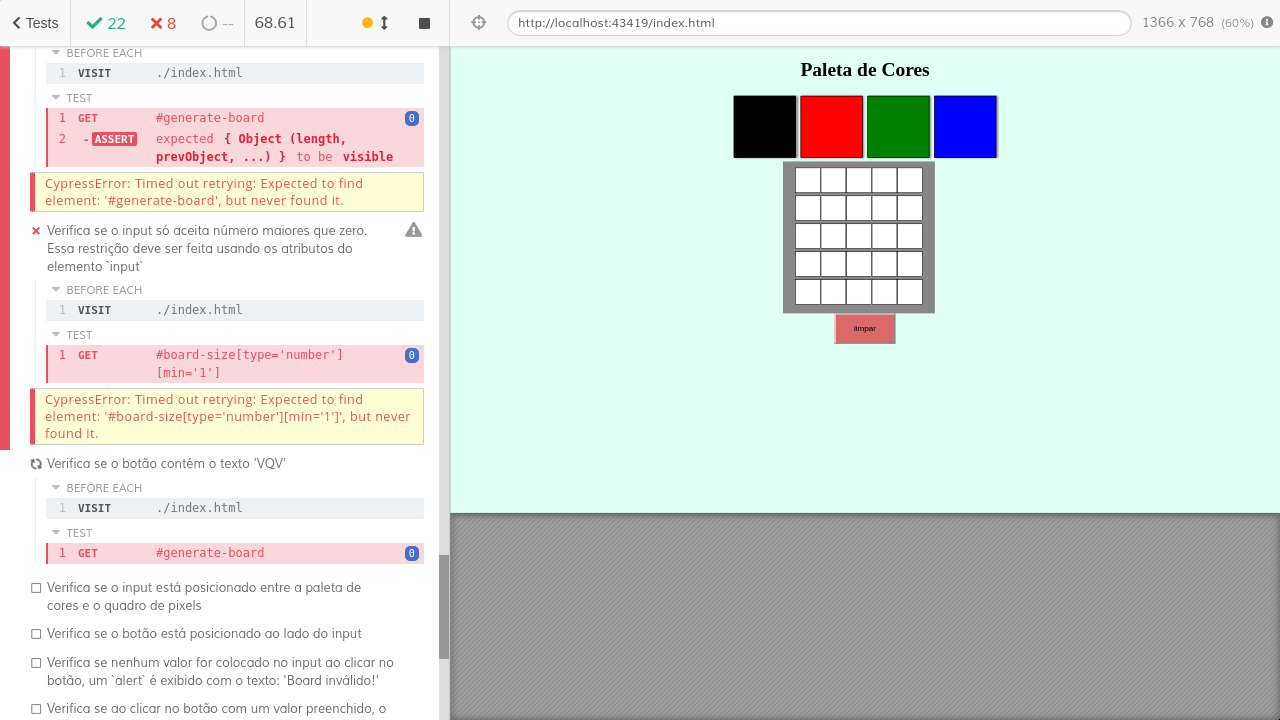 Tests 22 8 -- 68.61 http://localhost:43419/index.html 1366 x 768 (60%)
BEFORE EACH
1 VISIT ./index.html
TEST
1 GET #generate-board 0
2 -ASSERT expected { Object (length,
prevObject, ...) } to be visible
CypressError: Timed out retrying: Expected to find
element: '#generate-board', but never found it.
Verifica se o input só aceita número maiores que zero.
Essa restrição deve ser feita usando os atributos do
elemento `input`
BEFORE EACH
1 VISIT ./index.html
TEST
1 GET #board-size[type='number'] 0
[min='1']
CypressError: Timed out retrying: Expected to find
element: '#board-size[type='number'][min='1']', but never
found it.
Verifica se o botão contém o texto 'VQV'
BEFORE EACH
1 VISIT ./index.html
TEST
1 GET #generate-board 0
Verifica se o input está posicionado entre a paleta de
cores e o quadro de pixels
Verifica se o botão está posicionado ao lado do input
Verifica se nenhum valor for colocado no input ao clicar no
botão, um `alert` é exibido com o texto: 'Board inválido!'
Verifica se ao clicar no botão com um valor preenchido, o
Paleta de Cores
limpar